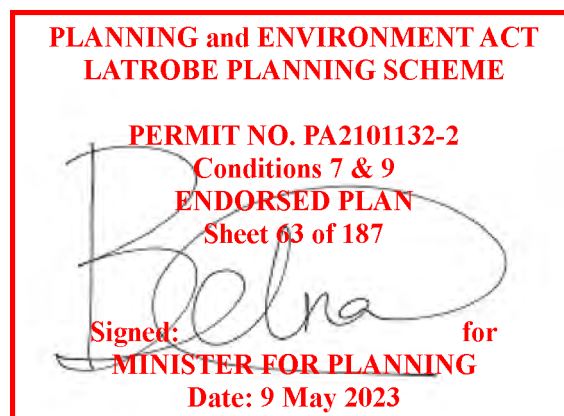 PLANNING and ENVIRONMENT ACT
LATROBE PLANNING SCHEME
PERMIT NO. PA2101132-2
Conditions 7 & 9
ENDORSED PLAN
Sheet 63 of 187
Signed: for
MINISTER FOR PLANNING
Date: 9 May 2023